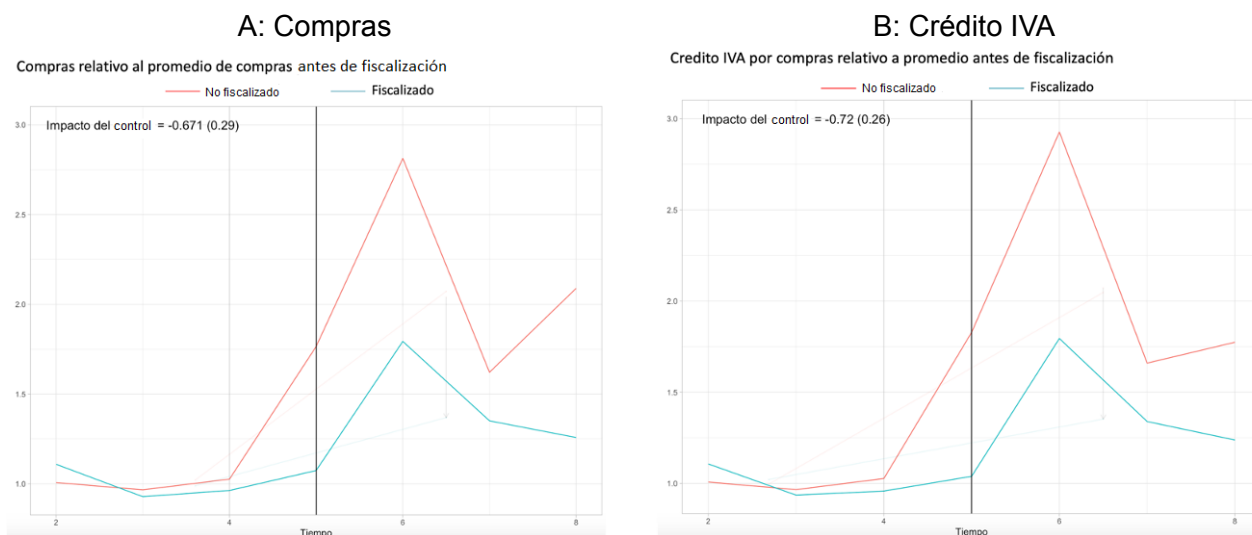 A: Compras
Compras relativo al promedio de compras antes de fiscalización
No fiscalizado Fiscalizado
Impacto del control = -0.671 (0.29)
3.0
2.5
2.0
1.5
1.0
2 4 6 8
Tiempo
B: Crédito IVA
Credito IVA por compras relativo a promedio antes de fiscalización
No fiscalizado Fiscalizado
Impacto del control = -0.72 (0.26)
3.0
2.5
2.0
1.5
1.0
2 4 6 8
Tiempo